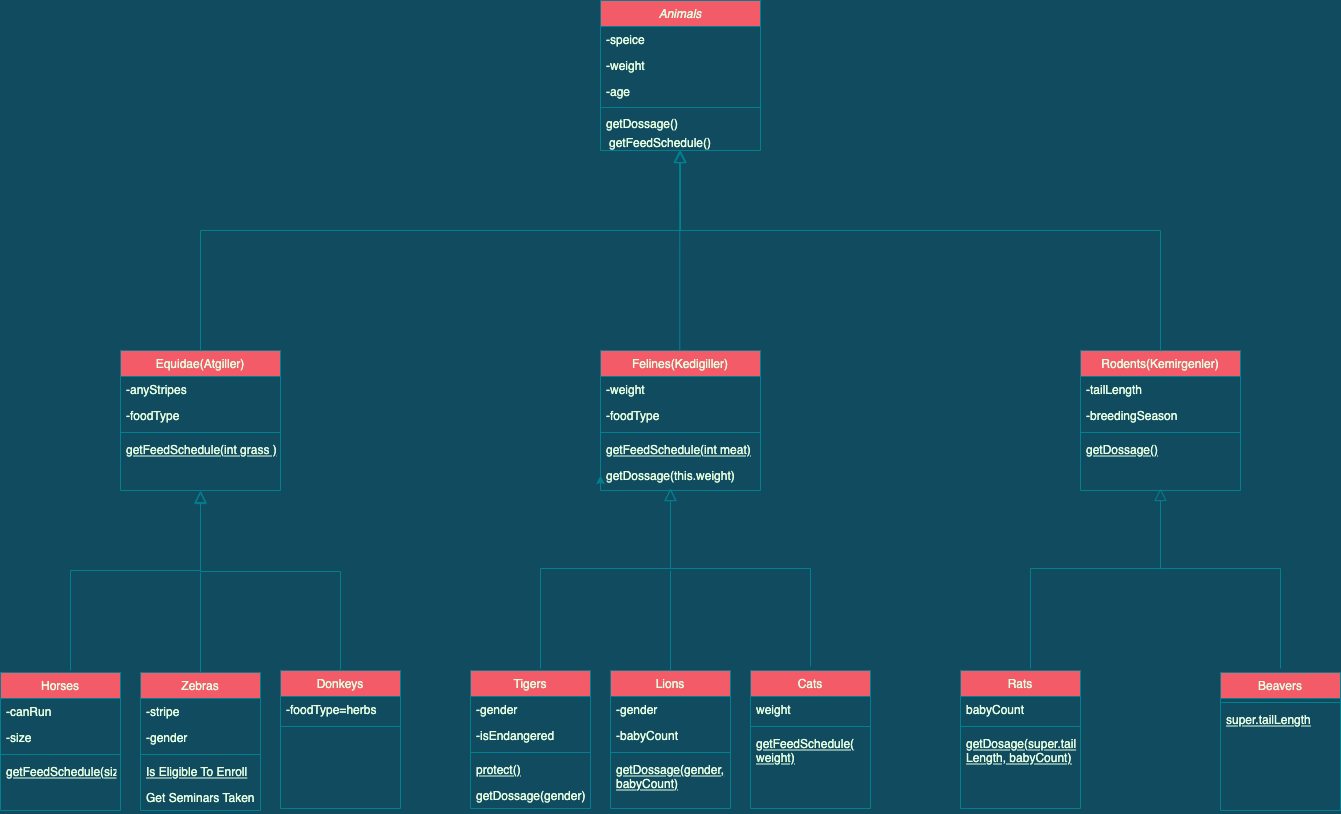 Animals
-speice
-weight
-age
getDossage()
getFeedSchedule()
Equidae(Atgiller)
-anyStripes
-foodType
getFeedSchedule(int grass )
Felines(Kedigiller)
-weight
-foodType
getFeedSchedule(int meat)
getDossage(this.weight)
Rodents(Kemirgenler)
-tailLength
-breedingSeason
getDossage()
Horses
-canRun
-size
getFeedSchedule(siz
Zebras
-stripe
-gender
Is Eligible To Enroll
Get Seminars Taken
Donkeys
-foodType=herbs
Tigers
-gender
-isEndangered
protect()
getDossage(gender)
Lions
-gender
-babyCount
getDossage(gender,
babyCount)
Cats
weight
getFeedSchedule(
weight)
Rats
babyCount
getDosage(super.tail
Length, babyCount)
Beavers
super.tailLength